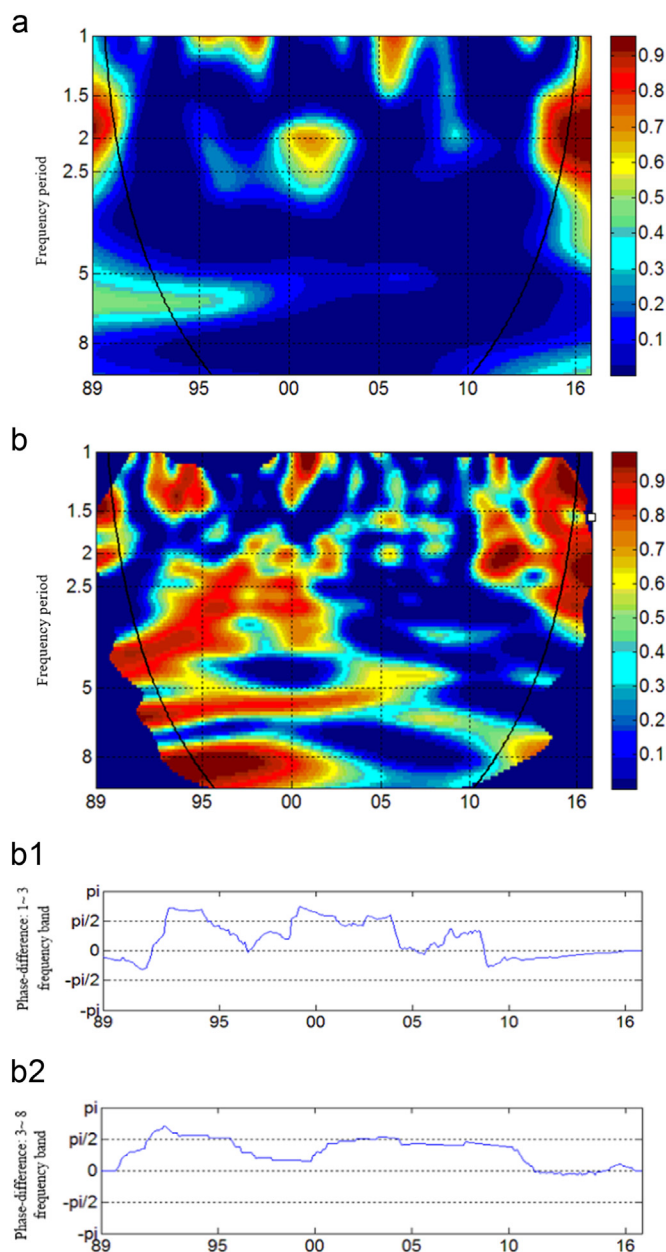 a
Frequency period
1
1.5
2
2.5
5
8
89 95 00 05 10 16
0.9
0.8
0.7
0.6
0.5
0.4
0.3
0.2
0.1
b
Frequency period
1
1.5
2
2.5
5
8
89 95 00 05 10 16
0.9
0.8
0.7
0.6
0.5
0.4
0.3
0.2
0.1
b1
Phase-difference: 1~3
frequency band
pi
pi/2
0
-pi/2
-pi
89 95 00 05 10 16
b2
Phase-difference: 3~8
frequency band
pi
pi/2
0
-pi/2
-pi
89 95 00 05 10 16